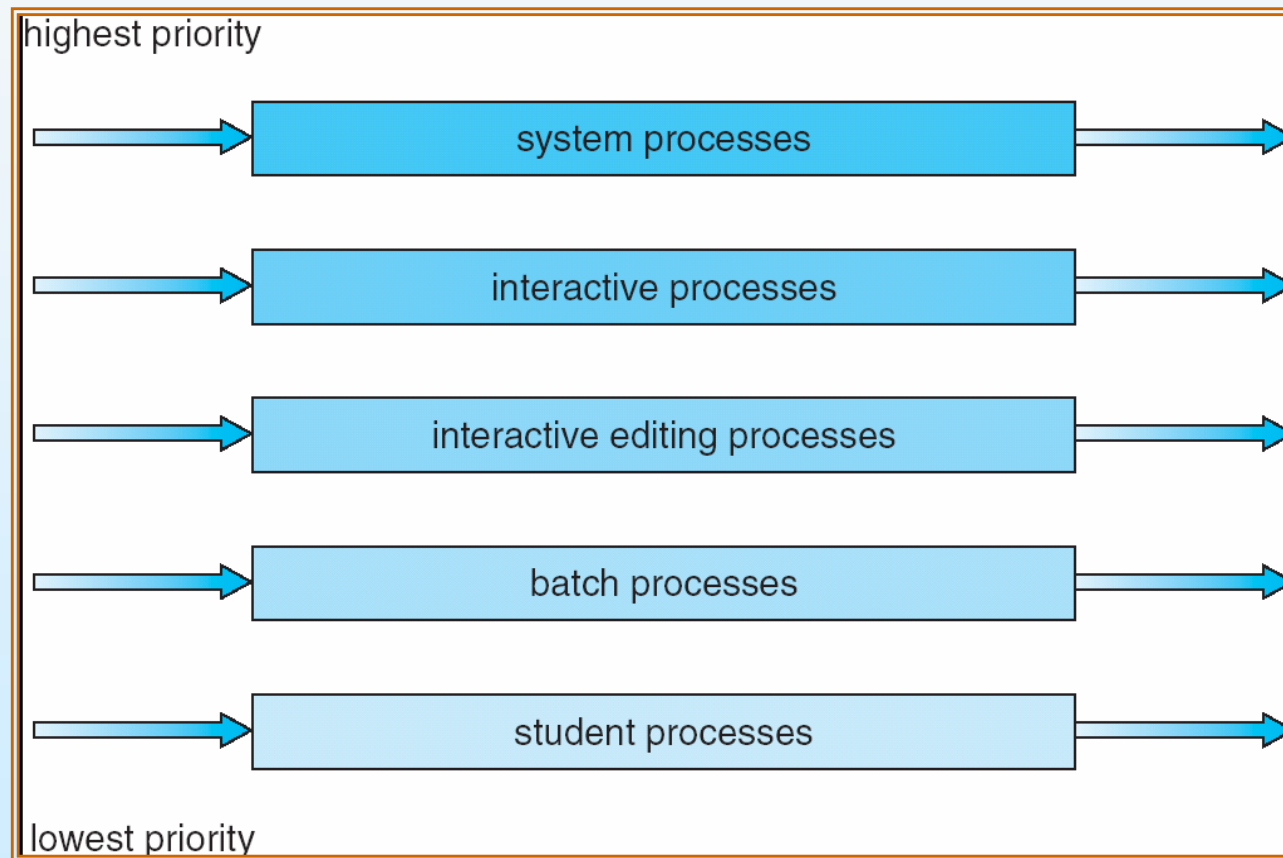 highest priority
system processes
interactive processes
interactive editing processes
batch processes
student processes
lowest priority